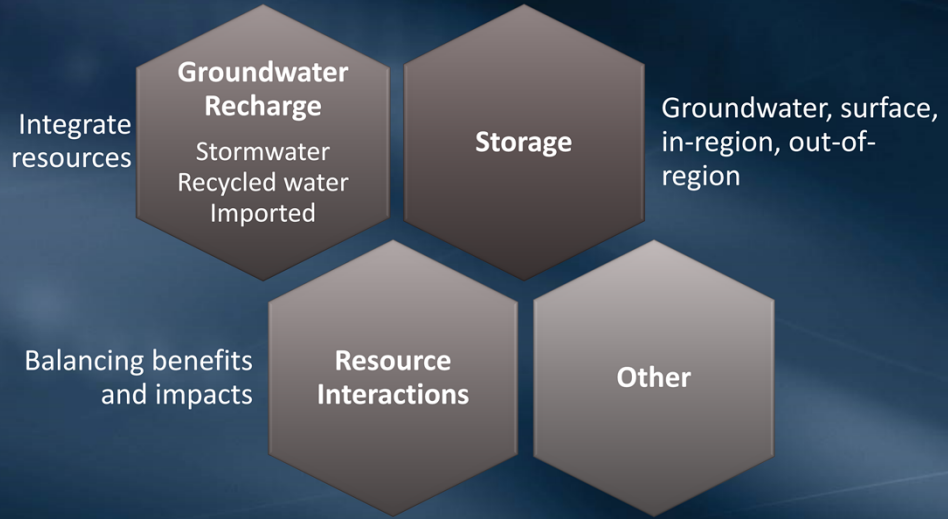 Integrate
resources
Groundwater
Recharge
Stormwater
Recycled water
Imported
Storage
Groundwater, surface,
in-region, out-of-
region
Balancing benefits
and impacts
Resource
Interactions
Other